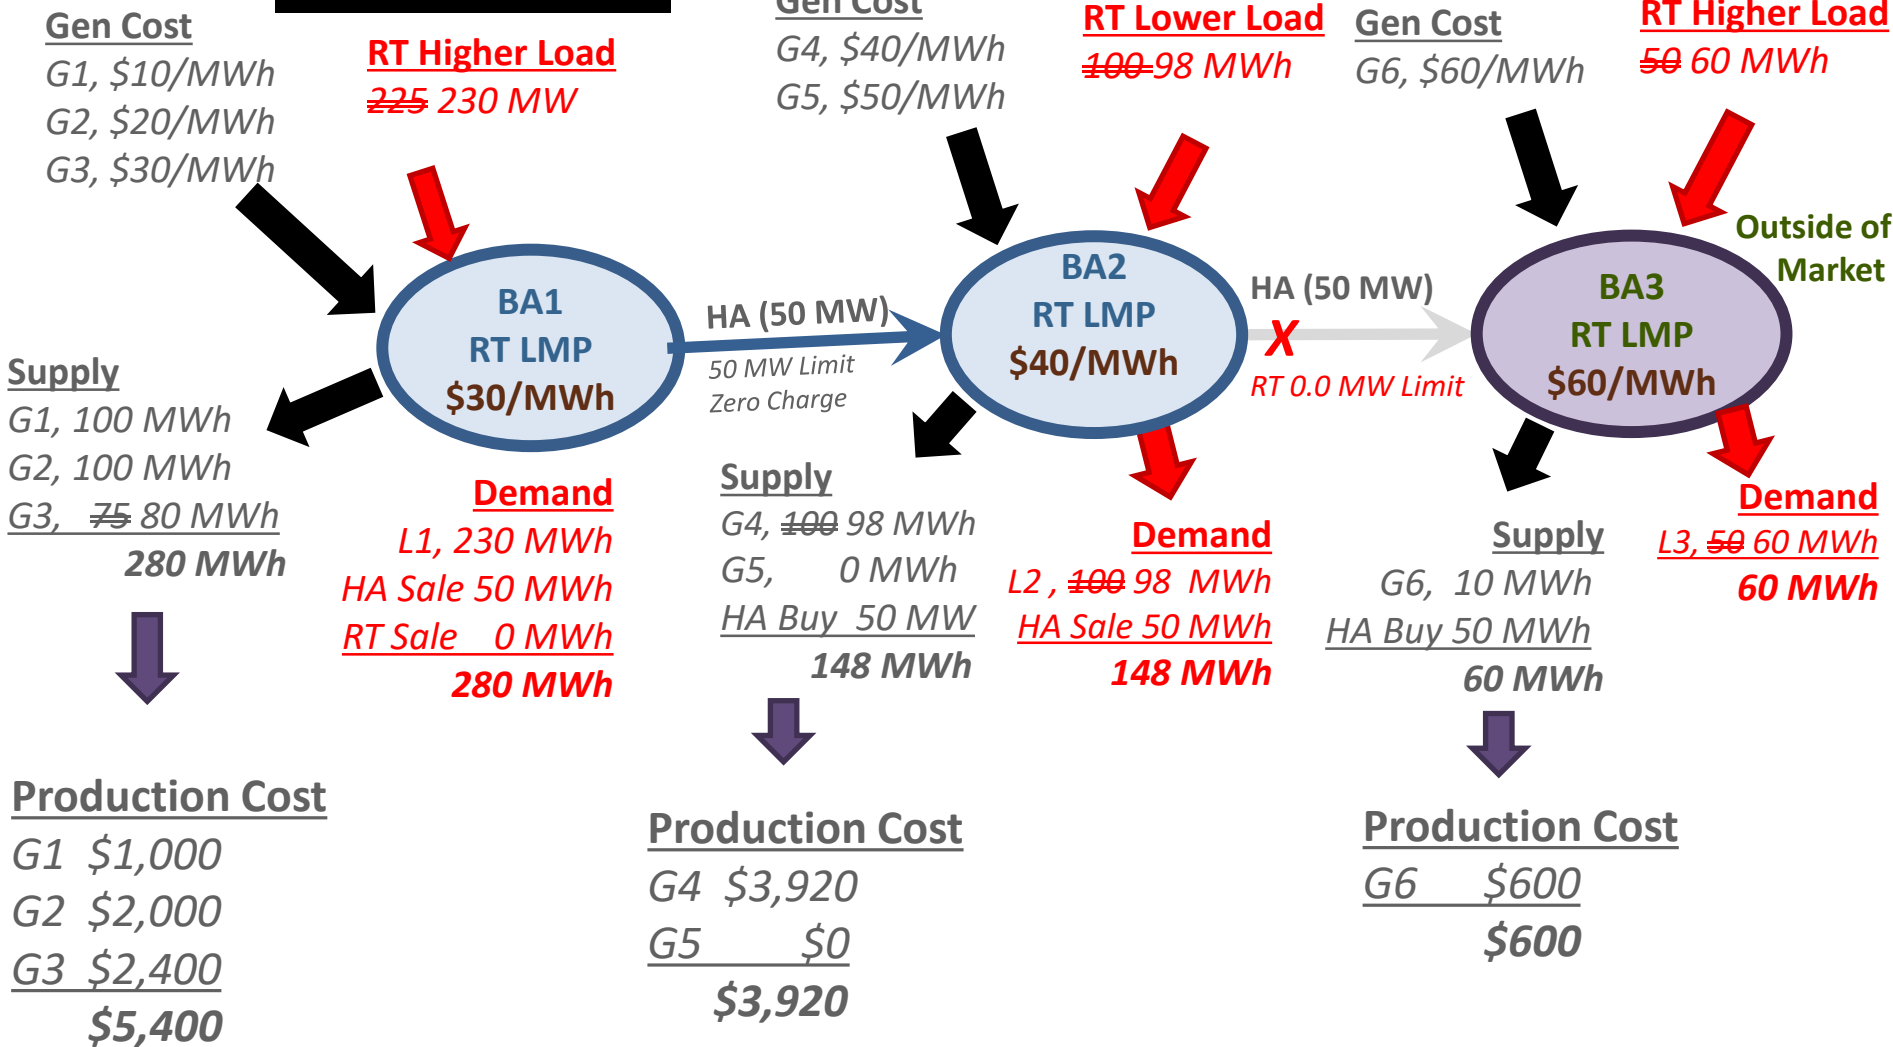 Gen Cost
G1, $10/MWh
G2, $20/MWh
G3, $30/MWh
RT Higher Load
225 230 MW
Gen Cost
G4, $40/MWh
G5, $50/MWh
RT Lower Load
100 98 MWh
Gen Cost
G6, $60/MWh
RT Higher Load
50 60 MWh
Outside of
Market
BA1
RT LMP
$30/MWh
HA (50 MW)
50 MW Limit
Zero Charge
BA2
RT LMP
$40/MWh
HA (50 MW)
X
RT 0.0 MW Limit
BA3
RT LMP
$60/MWh
Supply
G1, 100 MWh
G2, 100 MWh
G3, 75 80 MWh
280 MWh
Demand
L1, 230 MWh
HA Sale 50 MWh
RT Sale 0 MWh
280 MWh
Supply
G4, 100 98 MWh
G5, 0 MWh
HA Buy 50 MW
148 MWh
Demand
L2 , 100 98 MWh
HA Sale 50 MWh
148 MWh
Supply
G6, 10 MWh
HA Buy 50 MWh
60 MWh
Demand
L3, 50 60 MWh
60 MWh
Production Cost
G1 $1,000
G2 $2,000
G3 $2,400
$5,400
Production Cost
G4 $3,920
G5 $0
$3,920
Production Cost
G6 $600
$600